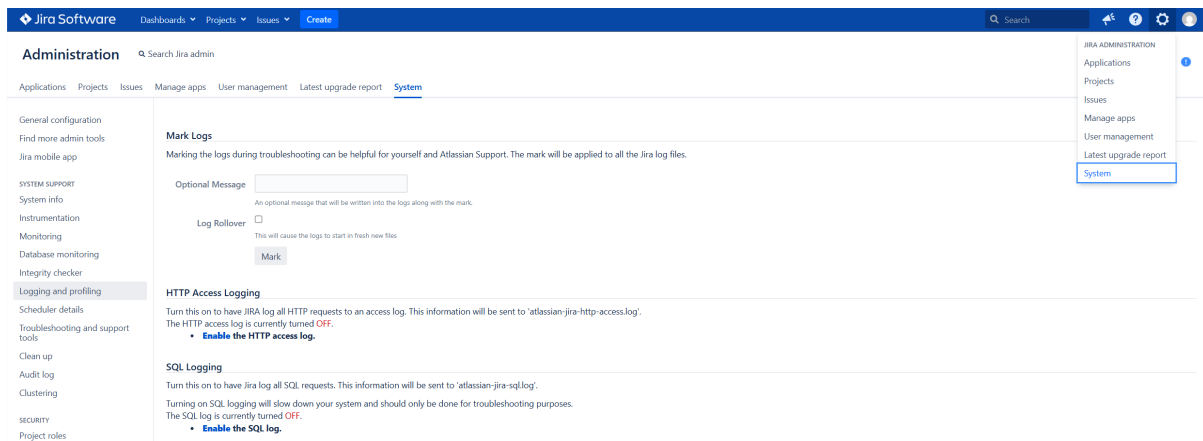 Jira Software Dashboards Projects Issues Create Search
Administration Search Jira admin
Applications Projects Issues Manage apps User management Latest upgrade report System
JIRA ADMINISTRATION
Applications
Projects
Issues
Manage apps
User management
Latest upgrade report
System
General configuration
Find more admin tools
Jira mobile app
SYSTEM SUPPORT
System info
Instrumentation
Monitoring
Database monitoring
Integrity checker
Logging and profiling
Scheduler details
Troubleshooting and support
tools
Clean up
Audit log
Clustering
SECURITY
Project roles
Mark Logs
Marking the logs during troubleshooting can be helpful for yourself and Atlassian Support. The mark will be applied to all the Jira log files.
Optional Message
An optional messge that will be written into the logs along with the mark.
Log Rollover
This will cause the logs to start in fresh new files
Mark
HTTP Access Logging
Turn this on to have JIRA log all HTTP requests to an access log. This information will be sent to 'atlassian-jira-http-access.log'.
The HTTP access log is currently turned OFF.
• Enable the HTTP access log.
SQL Logging
Turn this on to have Jira log all SQL requests. This information will be sent to 'atlassian-jira-sql.log'.
Turning on SQL logging will slow down your system and should only be done for troubleshooting purposes.
The SQL log is currently turned OFF.
• Enable the SQL log.